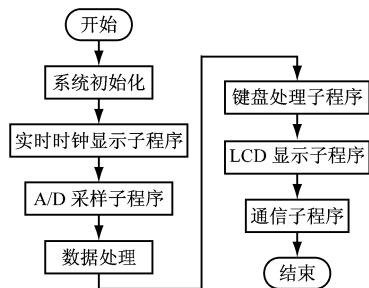 开始
系统初始化
实时时钟显示子程序
A/D 采样子程序
数据处理
键盘处理子程序
LCD 显示子程序
通信子程序
结束